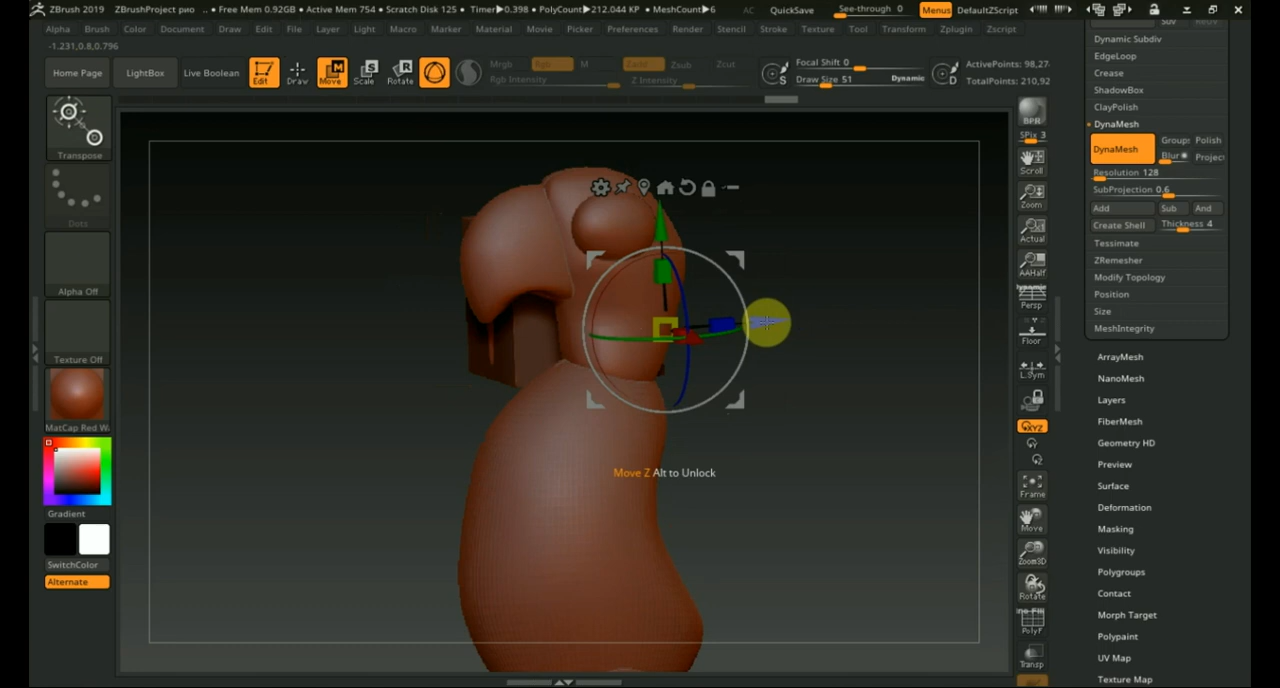 ZBrush 2019 ZBrushProject рио .. • Free Mem 0.92GB • Active Mem 754 • Scratch Disk 125 • Timer▶0.398 • PolyCount▶212.044 KP • MeshCount▶6 AC QuickSave See-through 0 Menus DefaultZScript
Alpha Brush Color Document Draw Edit File Layer Light Macro Marker Material Movie Picker Preferences Render Stencil Stroke Texture Tool Transform Zplugin Zscript
-1.231,0.8,0.796
Home Page LightBox Live Boolean Edit Draw Move Scale Rotate
Mrgb Rgb M Zadd Zsub Zcut
Rgb Intensity Z Intensity
S Focal Shift 0
Draw Size 51 Dynamic
D ActivePoints: 98,27
TotalPoints: 210,92
Transpose
Dots
Alpha Off
Texture Off
MatCap Red W
Gradient
SwitchColor
Alternate
Move Z Alt to Unlock
BPR
SPix 3
Scroll
Zoom
Actual
AAHalf
Dynamic
Persp
Floor
L.Sym
XYZ
Frame
Move
Zoom3D
Rotate
Line Fill
PolyF
Transp
Dynamic Subdiv
EdgeLoop
Crease
ShadowBox
ClayPolish
DynaMesh
DynaMesh Groups Polish
Blur Project
Resolution 128
SubProjection 0.6
Add Sub And
Create Shell Thickness 4
Tessimate
ZRemesher
Modify Topology
Position
Size
MeshIntegrity
ArrayMesh
NanoMesh
Layers
FiberMesh
Geometry HD
Preview
Surface
Deformation
Masking
Visibility
Polygroups
Contact
Morph Target
Polypaint
UV Map
Texture Map